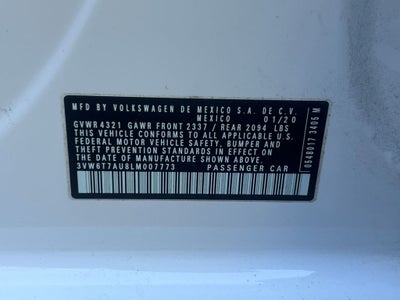 MFD BY VOLKSWAGEN DE MEXICO S.A. DE C.V.
MEXICO 01/20
GVWR 4321 GAWR FRONT 2337 / REAR 2094 LBS
THIS VEHICLE CONFORMS TO ALL APPLICABLE U.S.
FEDERAL MOTOR VEHICLE SAFETY, BUMPER, AND
THEFT PREVENTION STANDARDS IN EFFECT ON THE
DATE OF MANUFACTURE SHOWN ABOVE.
3VW6T7AU8LM007773 PASSENGER CAR
6548017 3405 M